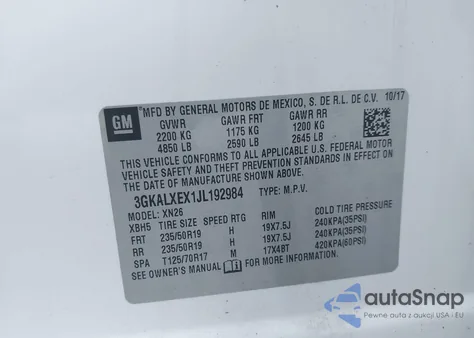 GM
MFD BY GENERAL MOTORS DE MEXICO, S. DE R.L. DE C.V. 10/17
GVWR GAWR FRT GAWR RR
2200 KG 1175 KG 1200 KG
4850 LB 2590 LB 2645 LB
THIS VEHICLE CONFORMS TO ALL APPLICABLE U.S. FEDERAL MOTOR
VEHICLE SAFETY AND THEFT PREVENTION STANDARDS IN EFFECT ON
THE DATE OF MANUFACTURE SHOWN ABOVE.
3GKALXEX1JL192984 TYPE: M.P.V.
MODEL: XN26
XBH5 TIRE SIZE SPEED RTG RIM COLD TIRE PRESSURE
FRT 235/50R19 H 19X7.5J 240KPA(35PSI)
RR 235/50R19 H 19X7.5J 240KPA(35PSI)
SPA T125/70R17 M 17X4BT 420KPA(60PSI)
SEE OWNER'S MANUAL FOR MORE INFORMATION.
autoSnap
Pewne auta z USA - EU